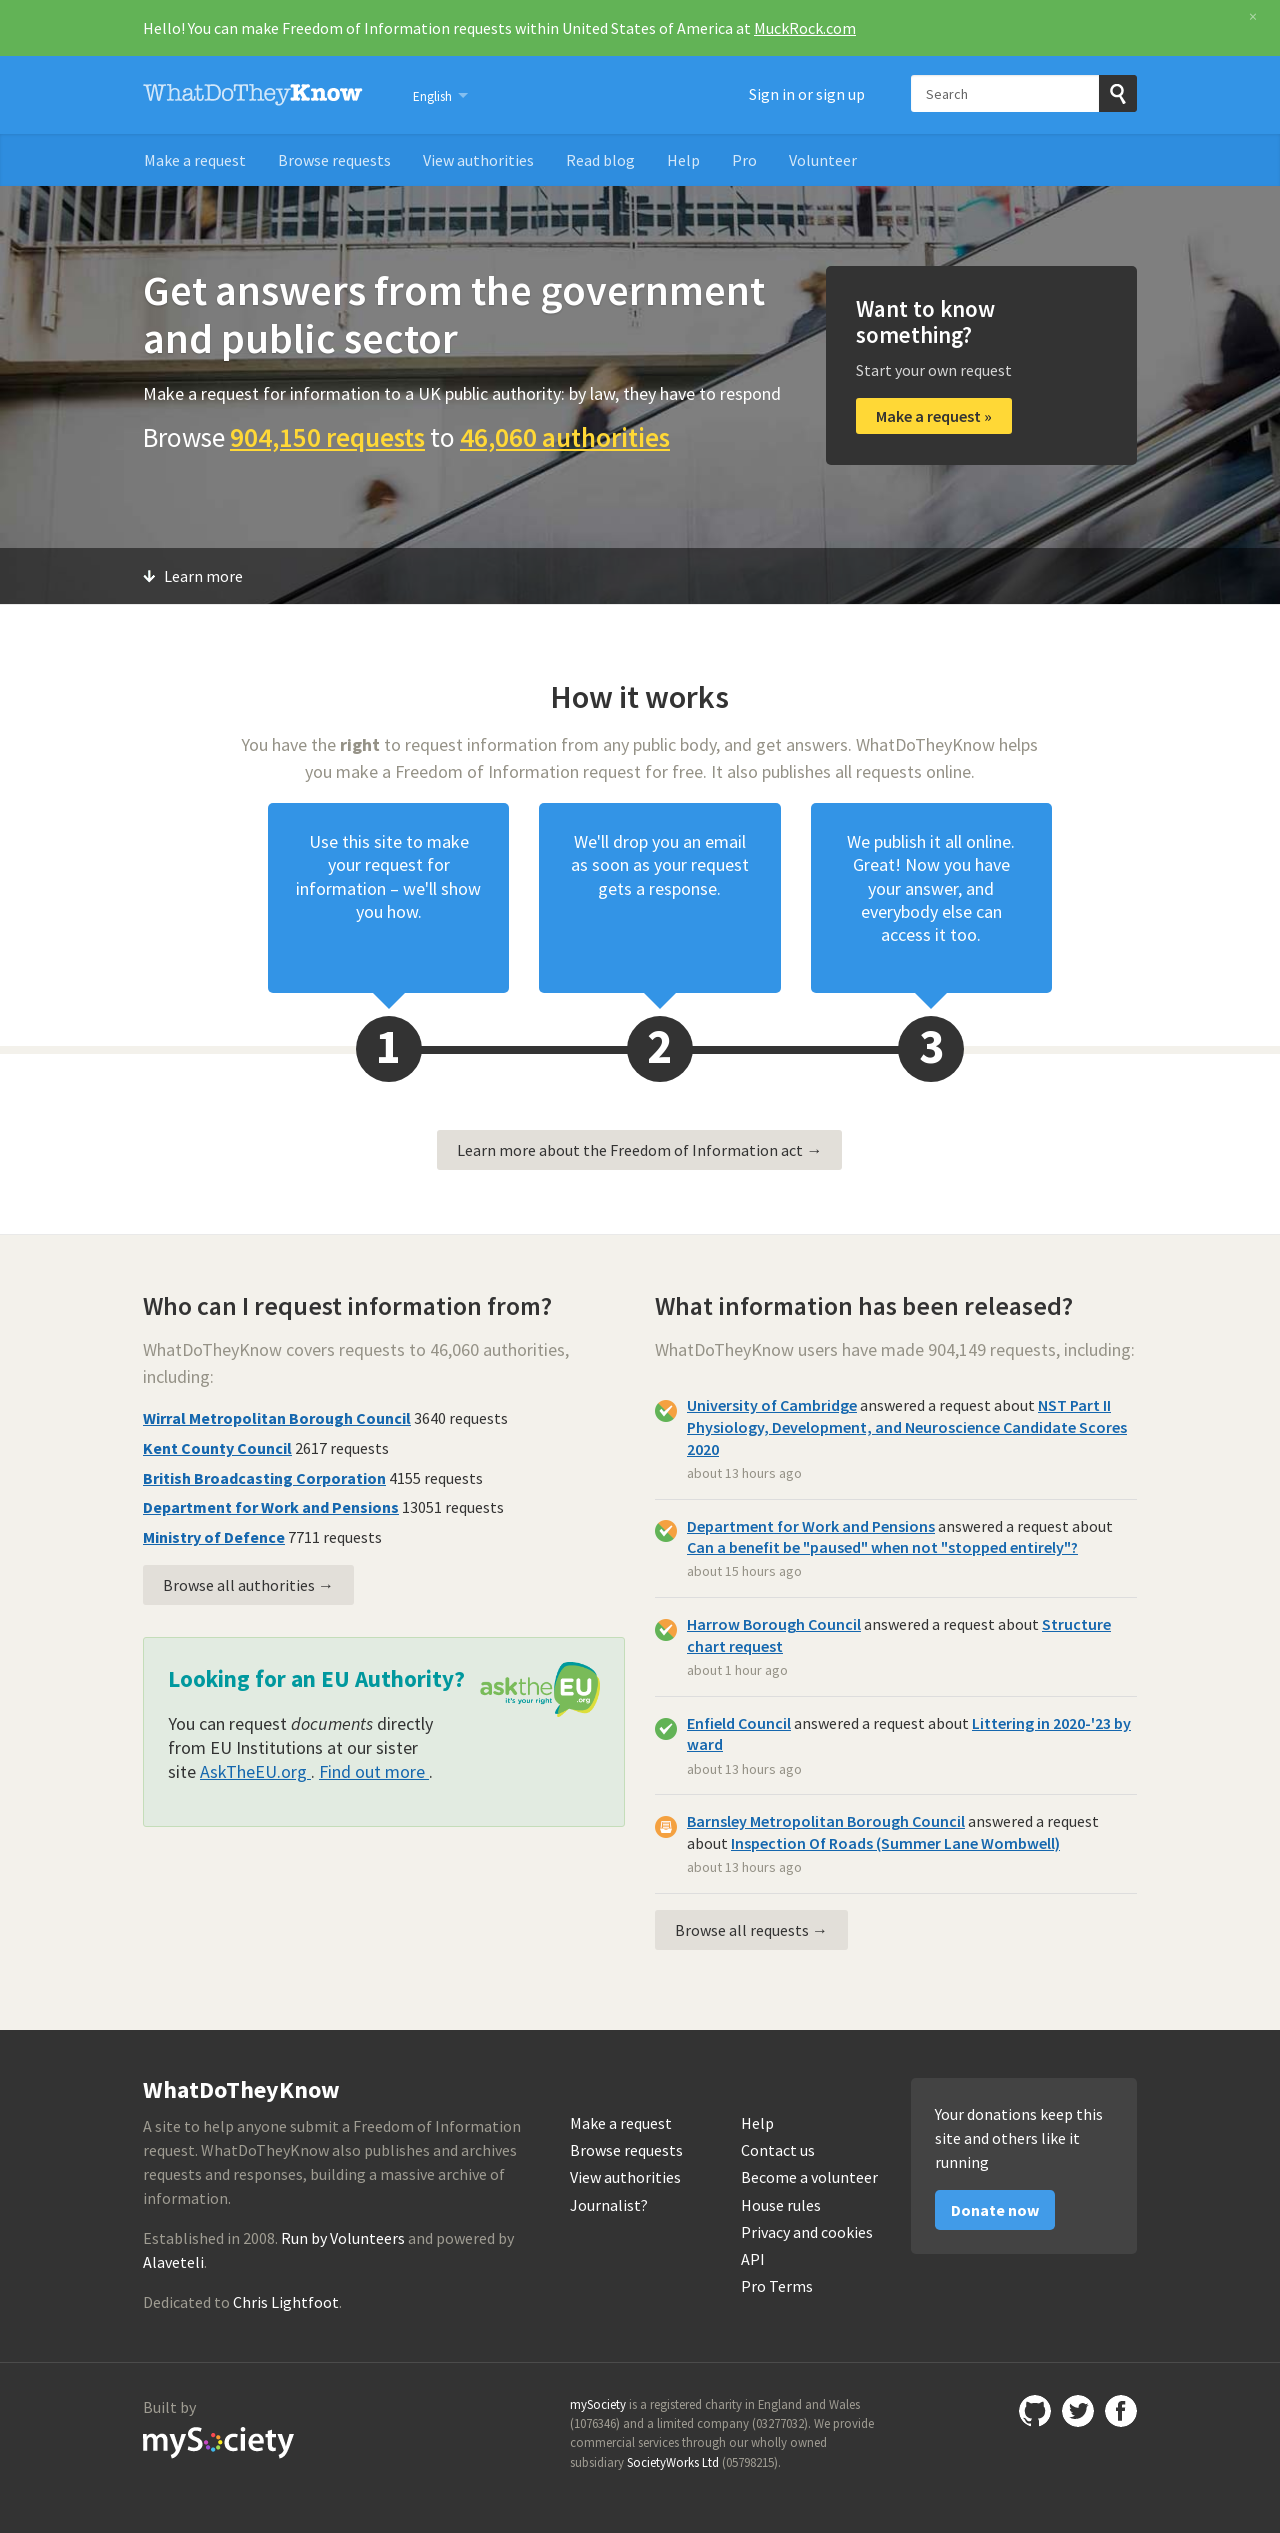 Hello! You can make Freedom of Information requests within United States of America at MuckRock.com
×
WhatDoTheyKnow
English
Sign in or sign up
Search
Make a request
Browse requests
View authorities
Read blog
Help
Pro
Volunteer
Get answers from the government
and public sector
Make a request for information to a UK public authority: by law, they have to respond
Browse 904,150 requests to 46,060 authorities
Want to know
something?
Start your own request
Make a request »
Learn more
How it works
You have the right to request information from any public body, and get answers. WhatDoTheyKnow helps
you make a Freedom of Information request for free. It also publishes all requests online.
Use this site to make
your request for
information – we'll show
you how.
We'll drop you an email
as soon as your request
gets a response.
We publish it all online.
Great! Now you have
your answer, and
everybody else can
access it too.
1
2
3
Learn more about the Freedom of Information act →
Who can I request information from?
WhatDoTheyKnow covers requests to 46,060 authorities,
including:
Wirral Metropolitan Borough Council 3640 requests
Kent County Council 2617 requests
British Broadcasting Corporation 4155 requests
Department for Work and Pensions 13051 requests
Ministry of Defence 7711 requests
Browse all authorities →
Looking for an EU Authority?
asktheEU.org
it's your right
You can request documents directly
from EU Institutions at our sister
site AskTheEU.org . Find out more .
What information has been released?
WhatDoTheyKnow users have made 904,149 requests, including:
University of Cambridge answered a request about NST Part II
Physiology, Development, and Neuroscience Candidate Scores
2020
about 13 hours ago
Department for Work and Pensions answered a request about
Can a benefit be "paused" when not "stopped entirely"?
about 15 hours ago
Harrow Borough Council answered a request about Structure
chart request
about 1 hour ago
Enfield Council answered a request about Littering in 2020-'23 by
ward
about 13 hours ago
Barnsley Metropolitan Borough Council answered a request
about Inspection Of Roads (Summer Lane Wombwell)
about 13 hours ago
Browse all requests →
WhatDoTheyKnow
A site to help anyone submit a Freedom of Information
request. WhatDoTheyKnow also publishes and archives
requests and responses, building a massive archive of
information.
Established in 2008. Run by Volunteers and powered by
Alaveteli.
Dedicated to Chris Lightfoot.
Make a request
Browse requests
View authorities
Journalist?
Help
Contact us
Become a volunteer
House rules
Privacy and cookies
API
Pro Terms
Your donations keep this
site and others like it
running
Donate now
Built by
mySociety
mySociety is a registered charity in England and Wales
(1076346) and a limited company (03277032). We provide
commercial services through our wholly owned
subsidiary SocietyWorks Ltd (05798215).